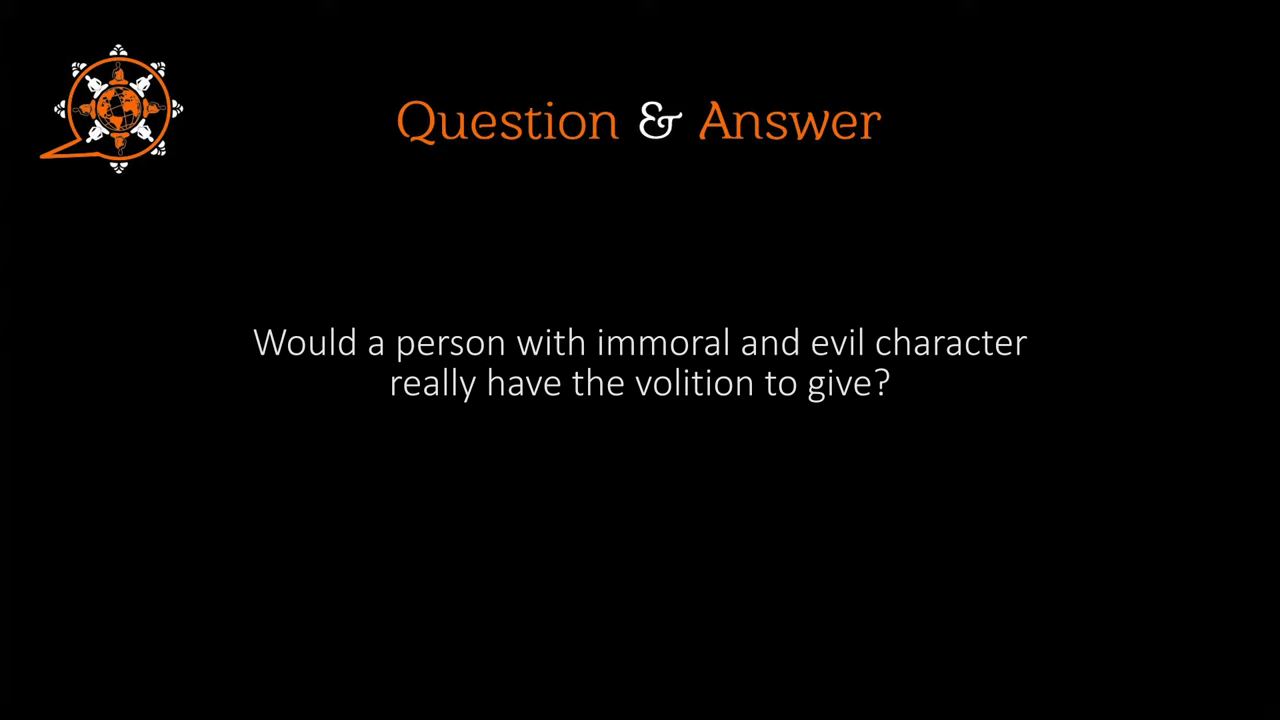 Question & Answer
Would a person with immoral and evil character
really have the volition to give?